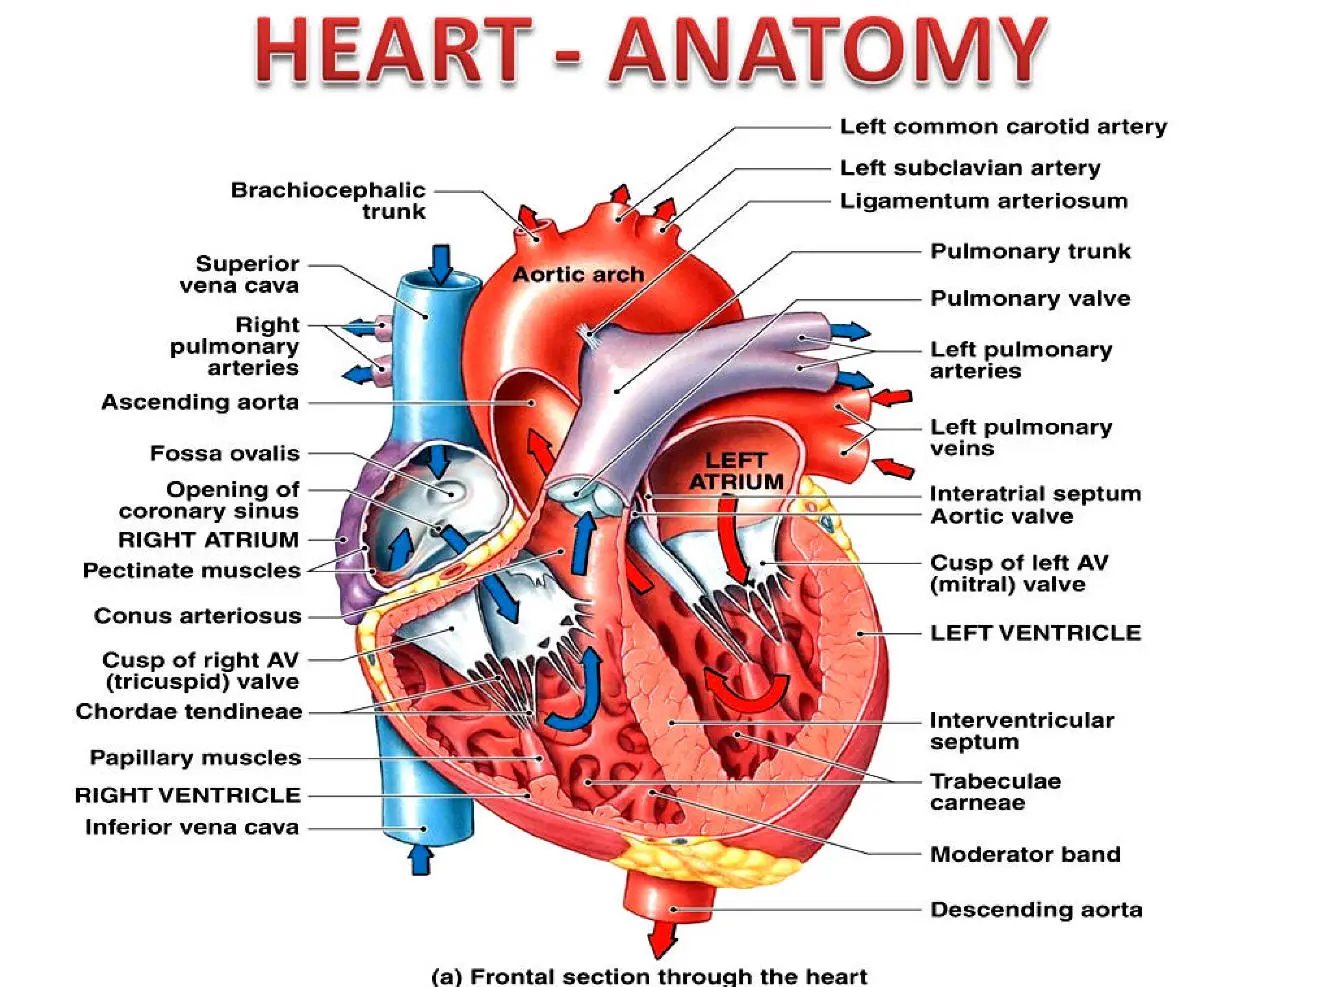 HEART - ANATOMY
Left common carotid artery
Left subclavian artery
Ligamentum arteriosum
Pulmonary trunk
Pulmonary valve
Left pulmonary
arteries
Left pulmonary
veins
Interatrial septum
Aortic valve
Cusp of left AV
(mitral) valve
LEFT VENTRICLE
Interventricular
septum
Trabeculae
carneae
Moderator band
Descending aorta
Brachiocephalic
trunk
Superior
vena cava
Right
pulmonary
arteries
Ascending aorta
Fossa ovalis
Opening of
coronary sinus
RIGHT ATRIUM
Pectinate muscles
Conus arteriosus
Cusp of right AV
(tricuspid) valve
Chordae tendineae
Papillary muscles
RIGHT VENTRICLE
Inferior vena cava
Aortic arch
LEFT
ATRIUM
(a) Frontal section through the heart